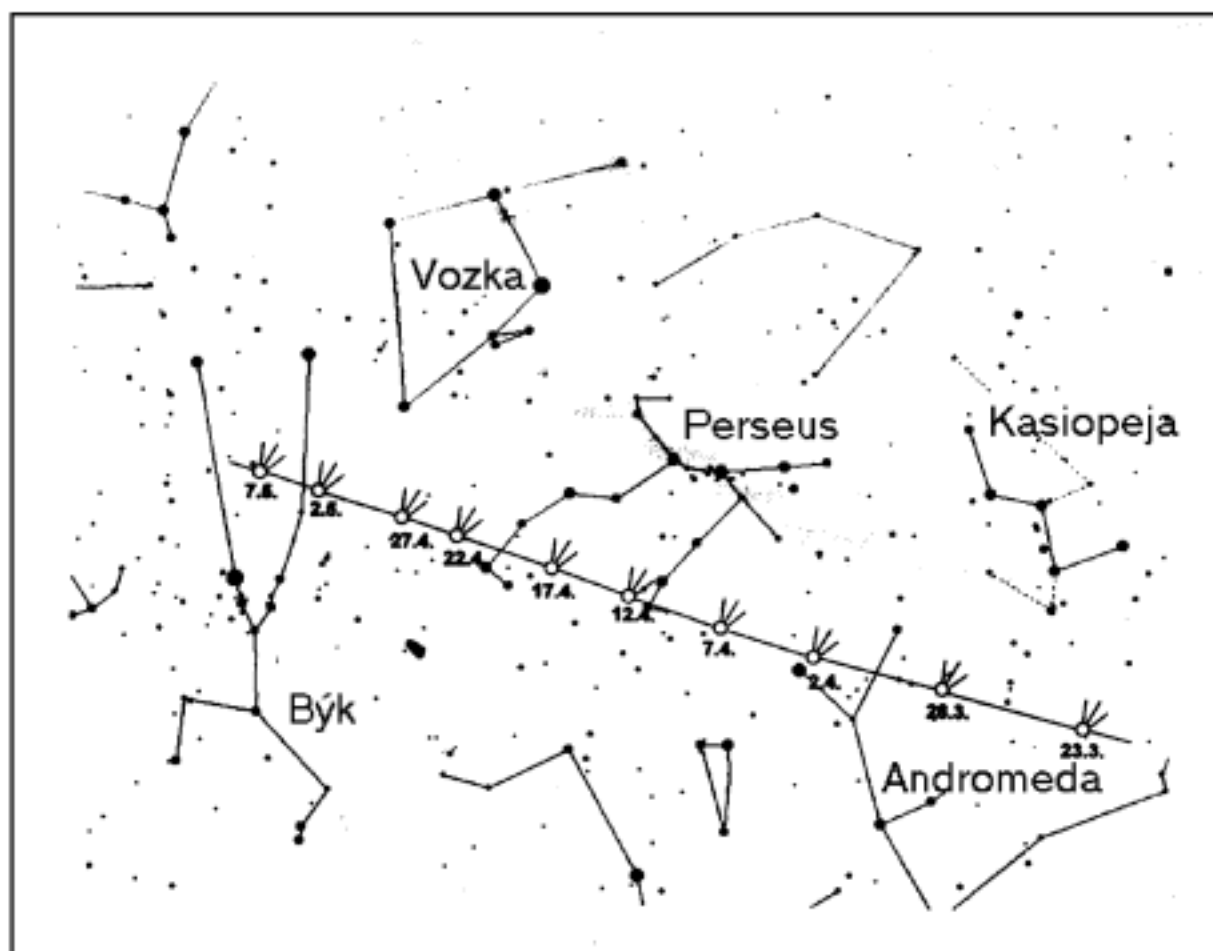 Vozka
Perseus
Kasiopeja
7.5.
2.5.
27.4.
22.4.
17.4.
12.4.
7.4.
2.4.
28.3.
23.3.
Býk
Andromeda